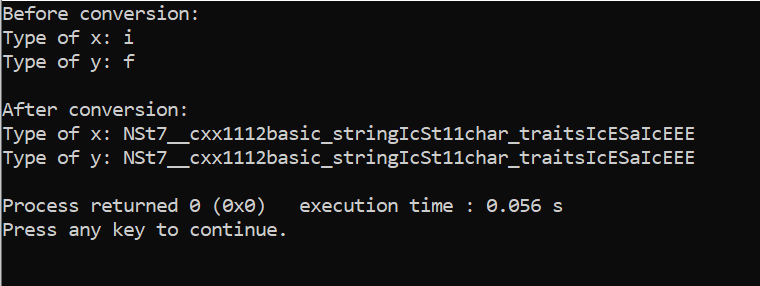 Before conversion:
Type of x: i
Type of y: f
After conversion:
Type of x: NSt7__cxx1112basic_stringIcSt11char_traitsIcESaIcEEE
Type of y: NSt7__cxx1112basic_stringIcSt11char_traitsIcESaIcEEE
Process returned 0 (0x0)   execution time : 0.056 s
Press any key to continue.